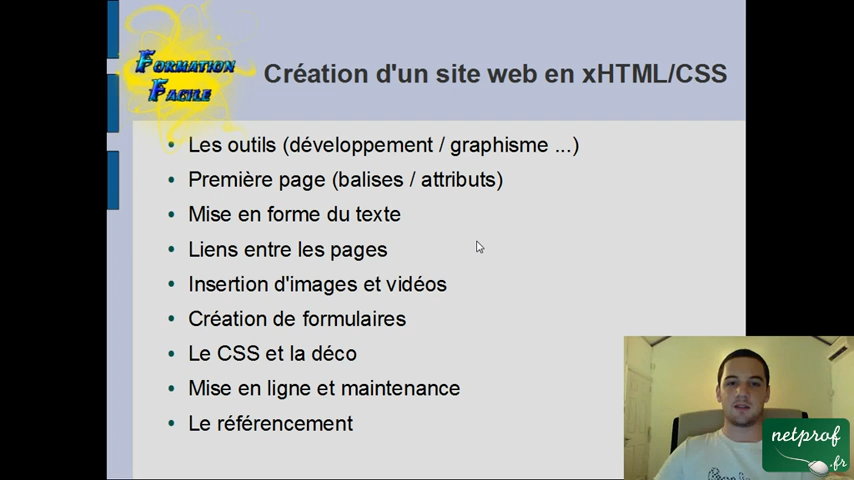 Formation
Facile
Création d'un site web en xHTML/CSS
Les outils (développement / graphisme ...)
Première page (balises / attributs)
Mise en forme du texte
Liens entre les pages
Insertion d'images et vidéos
Création de formulaires
Le CSS et la déco
Mise en ligne et maintenance
Le référencement
netprof
.fr